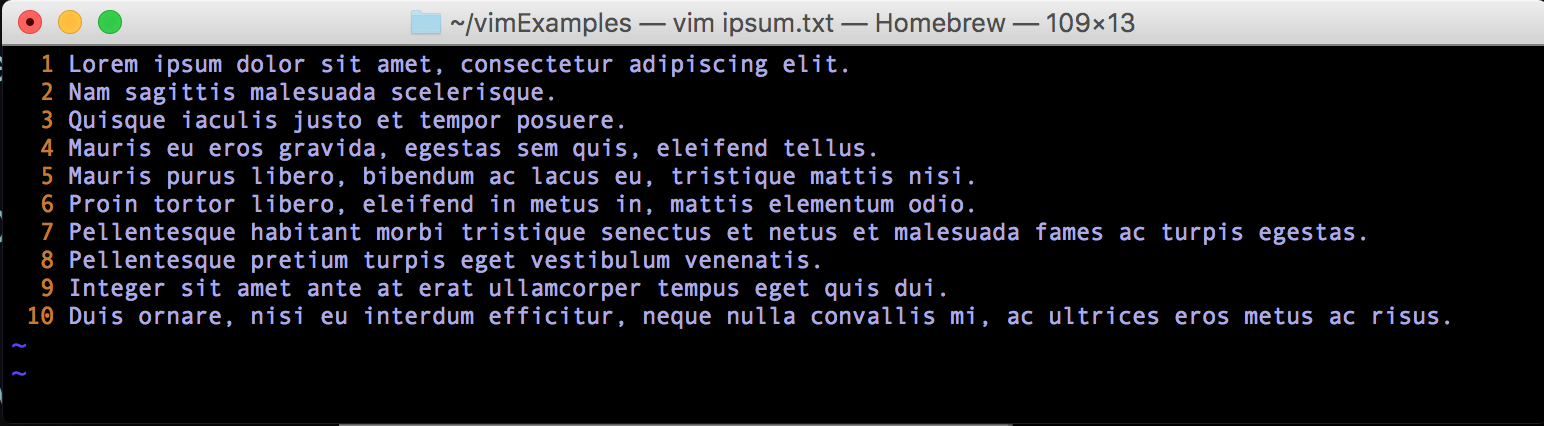 ~/vimExamples — vim ipsum.txt — Homebrew — 109×13
1 Lorem ipsum dolor sit amet, consectetur adipiscing elit.
2 Nam sagittis malesuada scelerisque.
3 Quisque iaculis justo et tempor posuere.
4 Mauris eu eros gravida, egestas sem quis, eleifend tellus.
5 Mauris purus libero, bibendum ac lacus eu, tristique mattis nisi.
6 Proin tortor libero, eleifend in metus in, mattis elementum odio.
7 Pellentesque habitant morbi tristique senectus et netus et malesuada fames ac turpis egestas.
8 Pellentesque pretium turpis eget vestibulum venenatis.
9 Integer sit amet ante at erat ullamcorper tempus eget quis dui.
10 Duis ornare, nisi eu interdum efficitur, neque nulla convallis mi, ac ultrices eros metus ac risus.
~
~